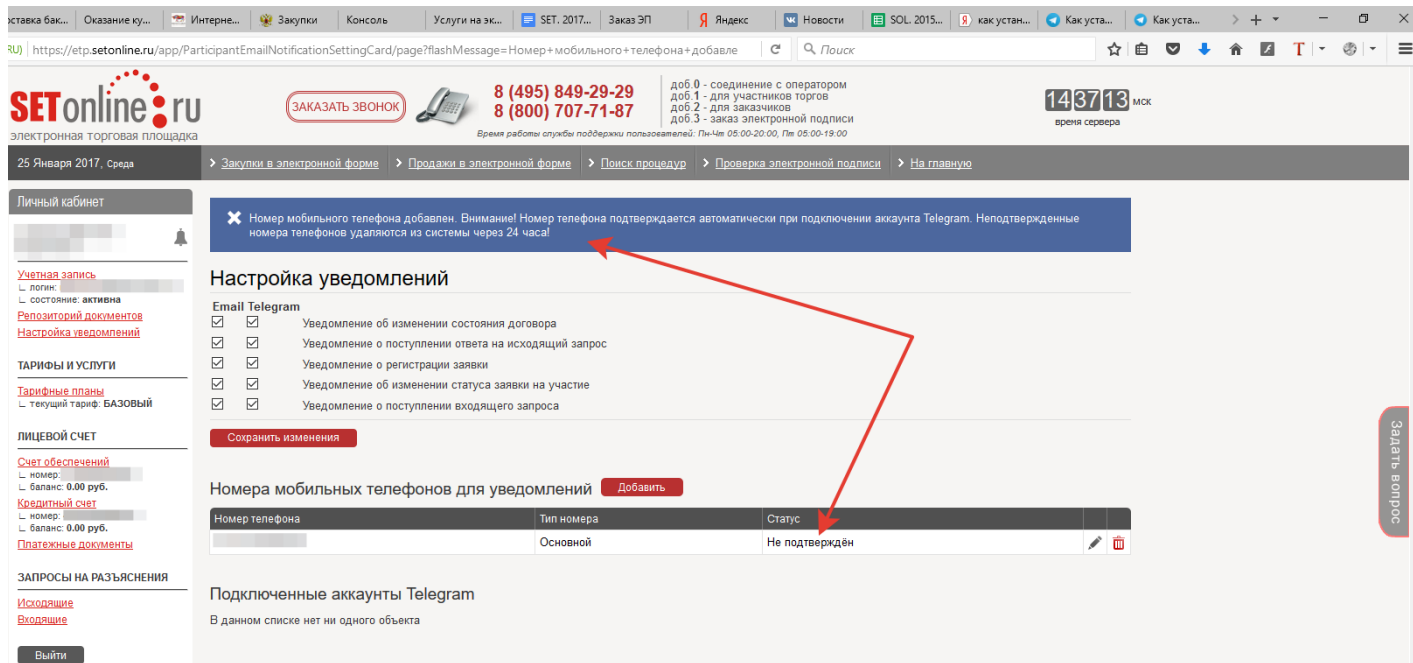 оставка бак...
Оказание ку...
Интерне...
Закупки
Консоль
Услуги на эк...
SET. 2017...
Заказ ЭП
Яндекс
Новости
SOL. 2015...
как устан...
Как уста...
Как уста...
RU) https://etp.setonline.ru/app/ParticipantEmailNotificationSettingCard/page?flashMessage=Номер+мобильного+телефона+добавле
Поиск
SETonline.ru
электронная торговая площадка
ЗАКАЗАТЬ ЗВОНОК
8 (495) 849-29-29
8 (800) 707-71-87
Время работы службы поддержки пользователей: Пн-Чт 05:00-20:00, Пт 05:00-19:00
доб.0 - соединение с оператором
доб.1 - для участников торгов
доб.2 - для заказчиков
доб.3 - заказ электронной подписи
14 37 13 мск
время сервера
25 Января 2017, Среда
Закупки в электронной форме
Продажи в электронной форме
Поиск процедур
Проверка электронной подписи
На главную
Личный кабинет
Учетная запись
логин:
состояние: активна
Репозиторий документов
Настройка уведомлений
ТАРИФЫ И УСЛУГИ
Тарифные планы
текущий тариф: БАЗОВЫЙ
ЛИЦЕВОЙ СЧЕТ
Счет обеспечений
номер:
баланс: 0.00 руб.
Кредитный счет
номер:
баланс: 0.00 руб.
Платежные документы
ЗАПРОСЫ НА РАЗЪЯСНЕНИЯ
Исходящие
Входящие
Выйти
Номер мобильного телефона добавлен. Внимание! Номер телефона подтверждается автоматически при подключении аккаунта Telegram. Неподтвержденные
номера телефонов удаляются из системы через 24 часа!
Настройка уведомлений
Email Telegram
Уведомление об изменении состояния договора
Уведомление о поступлении ответа на исходящий запрос
Уведомление о регистрации заявки
Уведомление об изменении статуса заявки на участие
Уведомление о поступлении входящего запроса
Сохранить изменения
Номера мобильных телефонов для уведомлений
Добавить
Номер телефона Тип номера Статус
Основной Не подтверждён
Подключенные аккаунты Telegram
В данном списке нет ни одного объекта
Задать вопрос